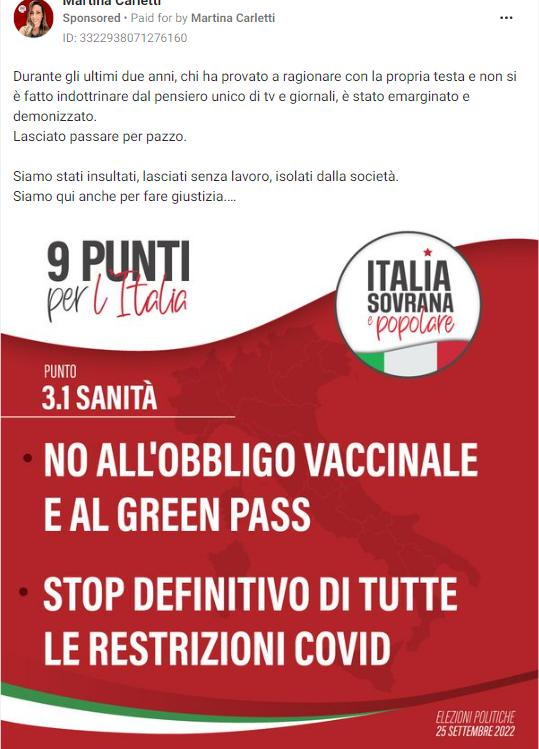 Martina Carletti
Sponsored • Paid for by Martina Carletti
ID: 3322938071276160
Durante gli ultimi due anni, chi ha provato a ragionare con la propria testa e non si
è fatto indottrinare dal pensiero unico di tv e giornali, è stato emarginato e
demonizzato.
Lasciato passare per pazzo.
Siamo stati insultati, lasciati senza lavoro, isolati dalla società.
Siamo qui anche per fare giustizia....
9 PUNTI
per l'Italia
ITALIA
SOVRANA
e popolare
PUNTO
3.1 SANITÀ
• NO ALL'OBBLIGO VACCINALE
E AL GREEN PASS
• STOP DEFINITIVO DI TUTTE
LE RESTRIZIONI COVID
ELEZIONI POLITICHE
25 SETTEMBRE 2022